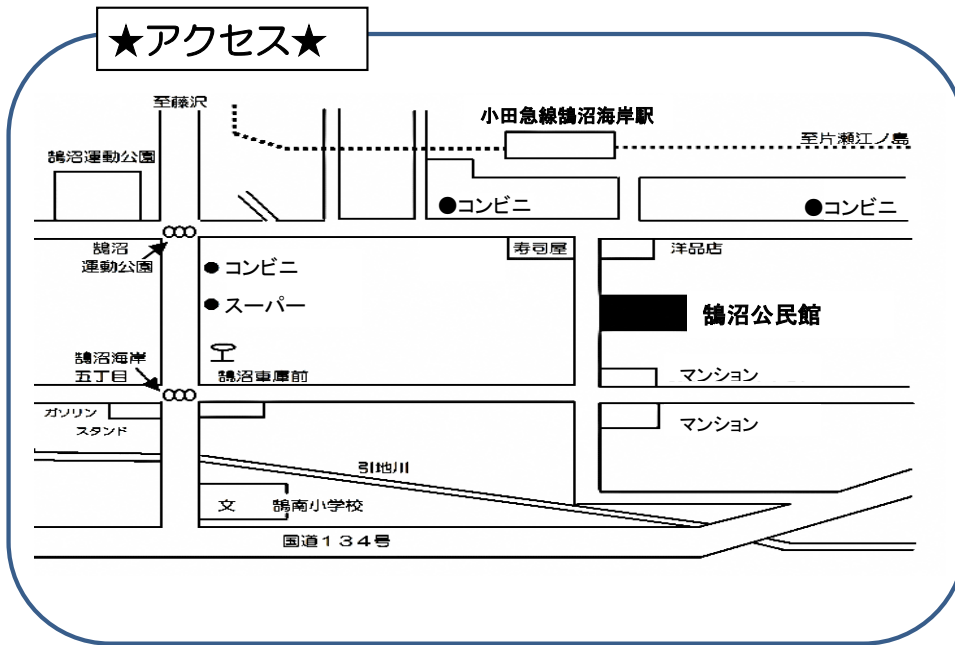 ★アクセス★
至藤沢
小田急線鵠沼海岸駅
至片瀬江ノ島
鵠沼運動公園
●コンビニ
●コンビニ
鵠沼
運動公園
寿司屋
洋品店
●コンビニ
●スーパー
鵠沼公民館
鵠沼海岸
五丁目
鵠沼車庫前
マンション
ガソリン
スタンド
マンション
引地川
文
鵠南小学校
国道134号